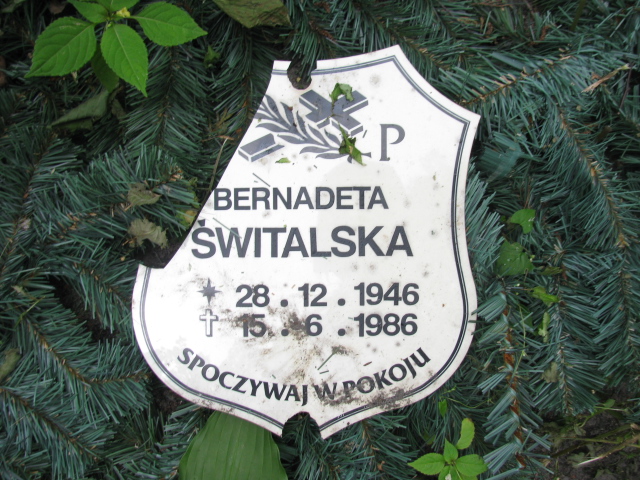 P
BERNADETA
ŚWITALSKA
28.12.1946
15.6.1986
SPOCZYWAJ W POKOJU